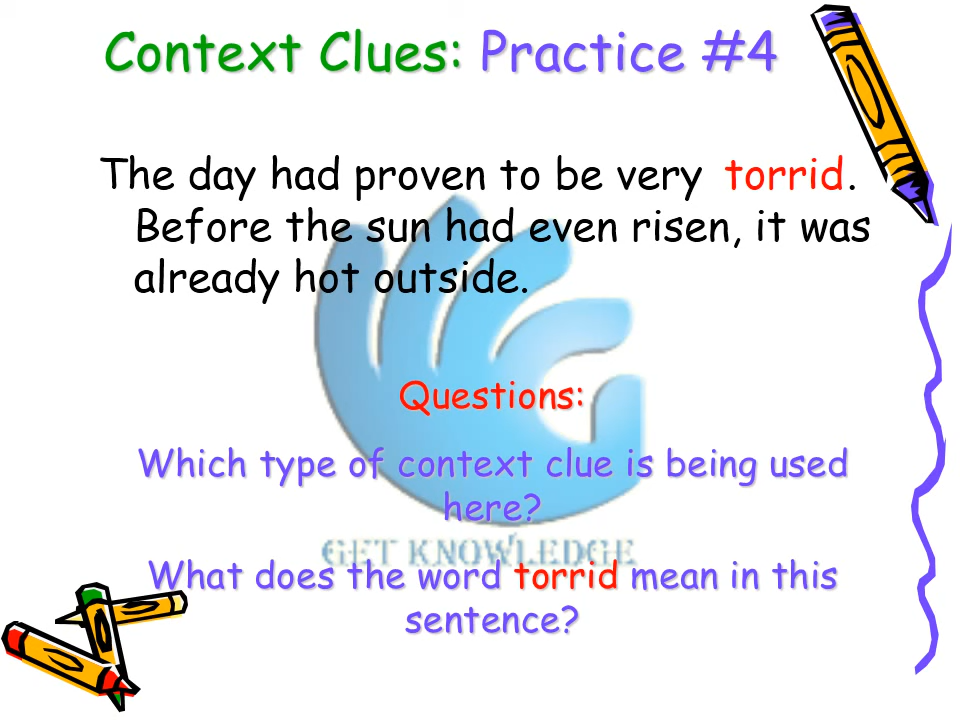 Context Clues: Practice #4
The day had proven to be very torrid.
Before the sun had even risen, it was
already hot outside.
Questions:
Which type of context clue is being used
here?
GET KNOWLEDGE
What does the word torrid mean in this
sentence?